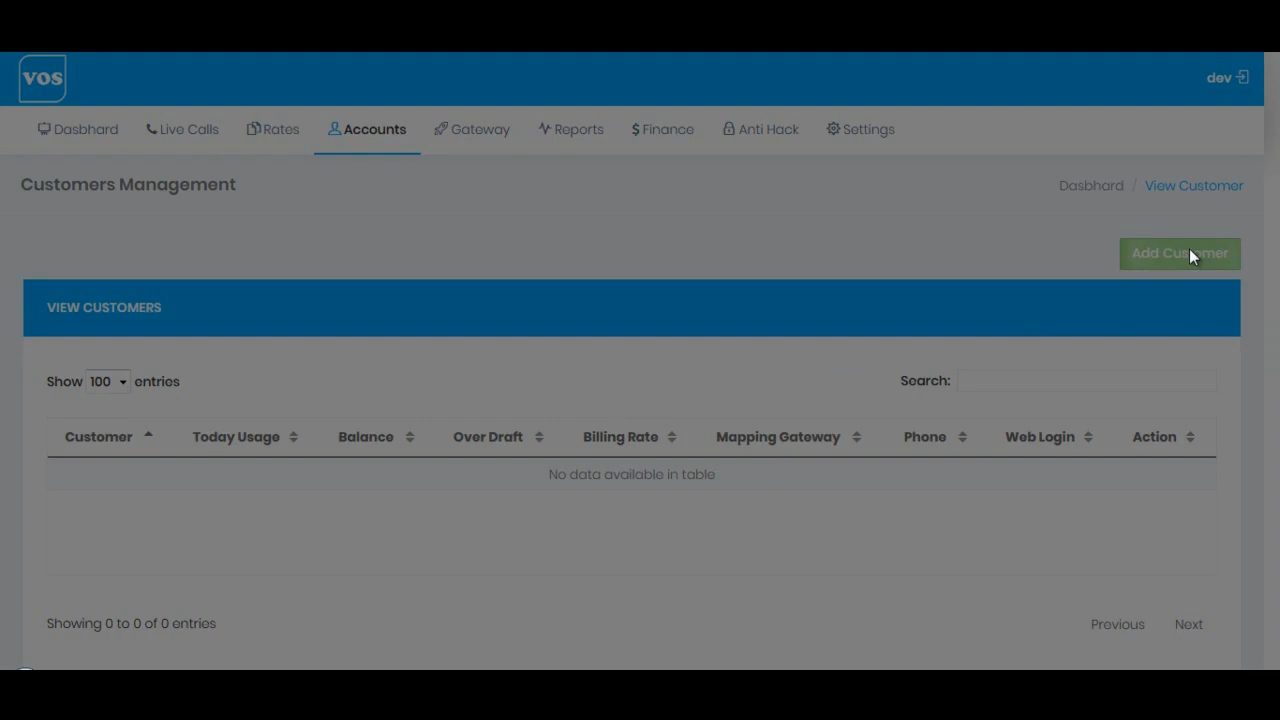 VOS
dev
Dasbhard Live Calls Rates Accounts Gateway Reports $ Finance Anti Hack Settings
Customers Management
Dasbhard / View Customer
Add Customer
VIEW CUSTOMERS
Show 100 entries
Search:
Customer Today Usage Balance Over Draft Billing Rate Mapping Gateway Phone Web Login Action
No data available in table
Showing 0 to 0 of 0 entries
Previous Next